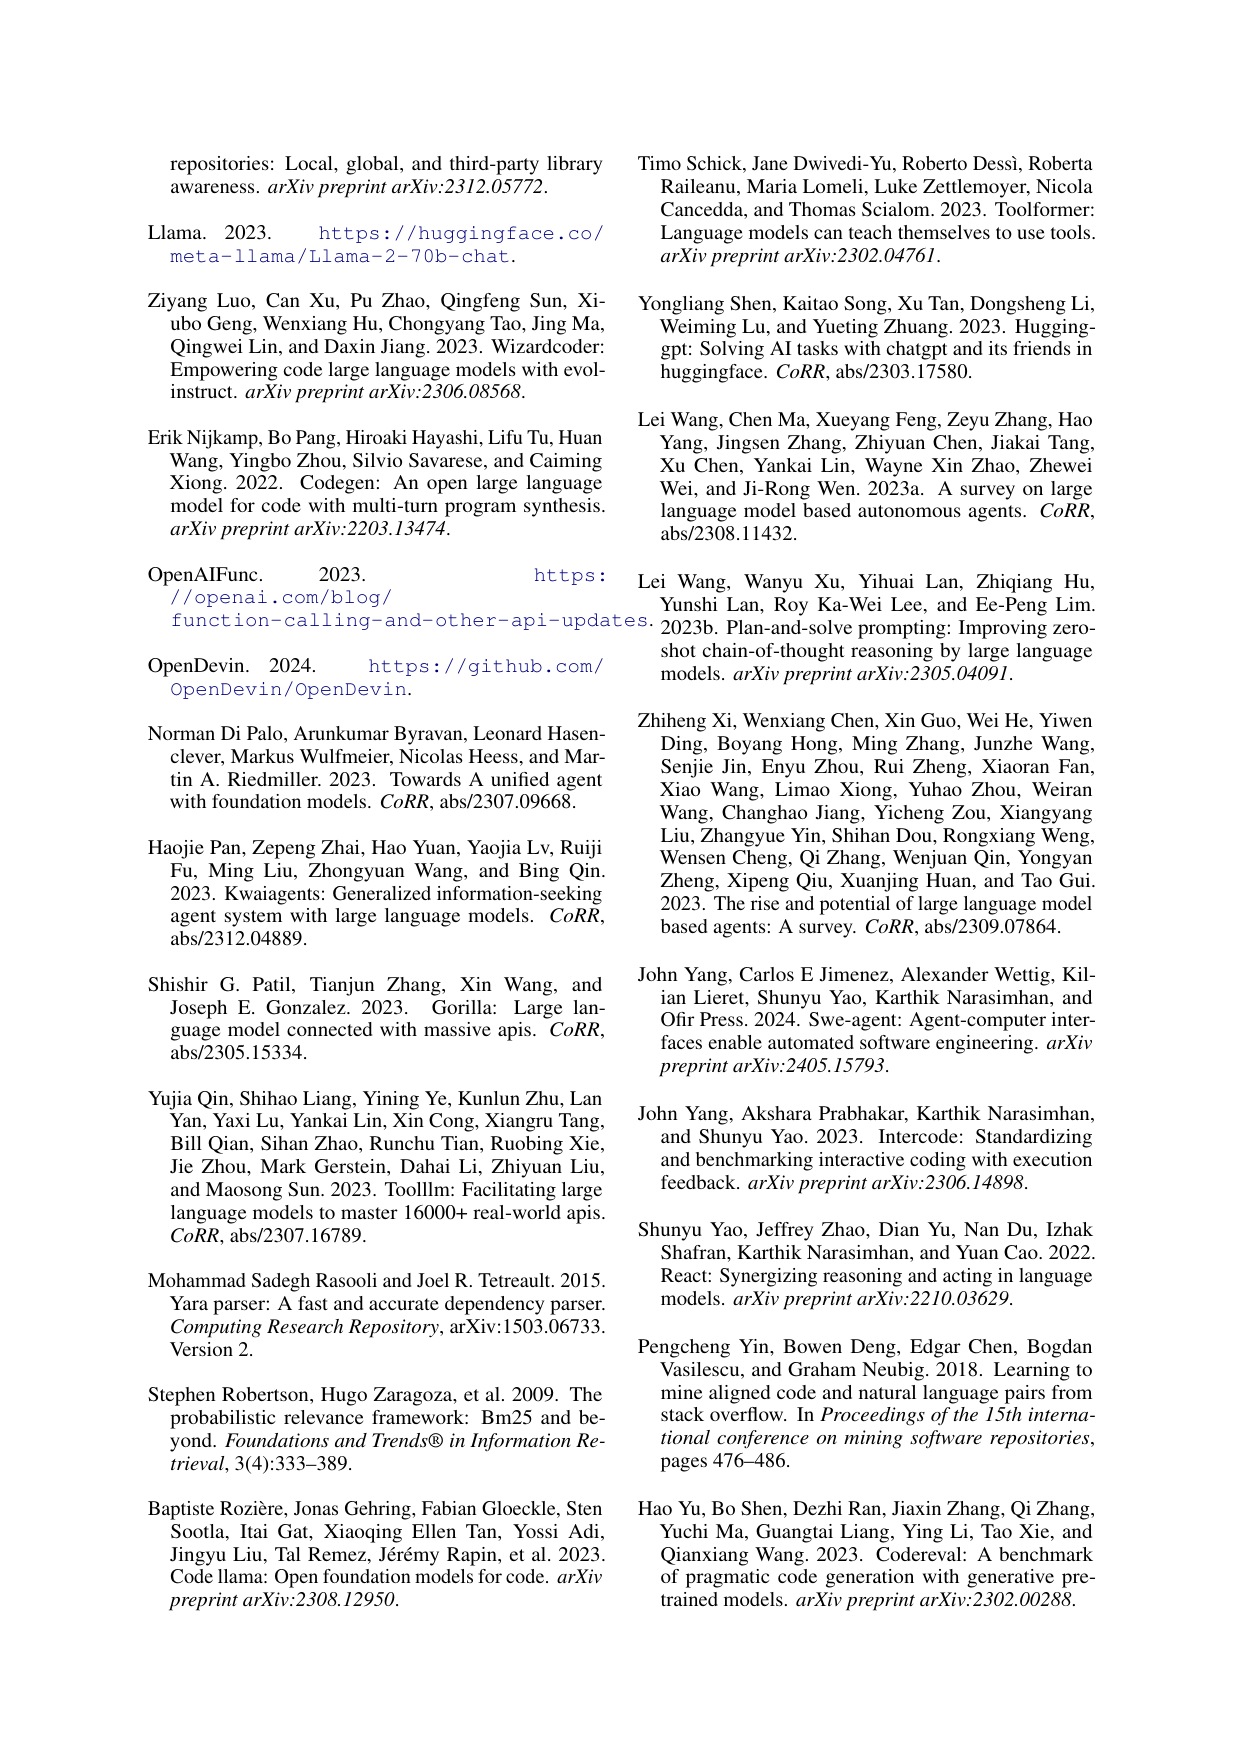 repositories: Local, global, and third-party library
awareness. arXiv preprint arXiv:2312.05772.
Llama. 2023. https://huggingface.co/
meta-llama/Llama-2-70b-chat.
Ziyang Luo, Can Xu, Pu Zhao, Qingfeng Sun, Xi-
ubo Geng, Wenxiang Hu, Chongyang Tao, Jing Ma,
Qingwei Lin, and Daxin Jiang. 2023. Wizardcoder:
Empowering code large language models with evol-
instruct. arXiv preprint arXiv:2306.08568.
Erik Nijkamp, Bo Pang, Hiroaki Hayashi, Lifu Tu, Huan
Wang, Yingbo Zhou, Silvio Savarese, and Caiming
Xiong. 2022. Codegen: An open large language
model for code with multi-turn program synthesis.
arXiv preprint arXiv:2203.13474.
OpenAIFunc. 2023. https:
//openai.com/blog/
function-calling-and-other-api-updates.
OpenDevin. 2024. https://github.com/
OpenDevin/OpenDevin.
Norman Di Palo, Arunkumar Byravan, Leonard Hasen-
clever, Markus Wulfmeier, Nicolas Heess, and Mar-
tin A. Riedmiller. 2023. Towards A unified agent
with foundation models. CoRR, abs/2307.09668.
Haojie Pan, Zepeng Zhai, Hao Yuan, Yaojia Lv, Ruiji
Fu, Ming Liu, Zhongyuan Wang, and Bing Qin.
2023. Kwaiagents: Generalized information-seeking
agent system with large language models. CoRR,
abs/2312.04889.
Shishir G. Patil, Tianjun Zhang, Xin Wang, and
Joseph E. Gonzalez. 2023. Gorilla: Large lan-
guage model connected with massive apis. CoRR,
abs/2305.15334.
Yujia Qin, Shihao Liang, Yining Ye, Kunlun Zhu, Lan
Yan, Yaxi Lu, Yankai Lin, Xin Cong, Xiangru Tang,
Bill Qian, Sihan Zhao, Runchu Tian, Ruobing Xie,
Jie Zhou, Mark Gerstein, Dahai Li, Zhiyuan Liu,
and Maosong Sun. 2023. Toolllm: Facilitating large
language models to master 16000+ real-world apis.
CoRR, abs/2307.16789.
Mohammad Sadegh Rasooli and Joel R. Tetreault. 2015.
Yara parser: A fast and accurate dependency parser.
Computing Research Repository, arXiv:1503.06733.
Version 2.
Stephen Robertson, Hugo Zaragoza, et al. 2009. The
probabilistic relevance framework: Bm25 and be-
yond. Foundations and Trends® in Information Re-
trieval, 3(4):333–389.
Baptiste Rozière, Jonas Gehring, Fabian Gloeckle, Sten
Sootla, Itai Gat, Xiaoqing Ellen Tan, Yossi Adi,
Jingyu Liu, Tal Remez, Jérémy Rapin, et al. 2023.
Code llama: Open foundation models for code. arXiv
preprint arXiv:2308.12950.
Timo Schick, Jane Dwivedi-Yu, Roberto Dessì, Roberta
Raileanu, Maria Lomeli, Luke Zettlemoyer, Nicola
Cancedda, and Thomas Scialom. 2023. Toolformer:
Language models can teach themselves to use tools.
arXiv preprint arXiv:2302.04761.
Yongliang Shen, Kaitao Song, Xu Tan, Dongsheng Li,
Weiming Lu, and Yueting Zhuang. 2023. Hugging-
gpt: Solving AI tasks with chatgpt and its friends in
huggingface. CoRR, abs/2303.17580.
Lei Wang, Chen Ma, Xueyang Feng, Zeyu Zhang, Hao
Yang, Jingsen Zhang, Zhiyuan Chen, Jiakai Tang,
Xu Chen, Yankai Lin, Wayne Xin Zhao, Zhewei
Wei, and Ji-Rong Wen. 2023a. A survey on large
language model based autonomous agents. CoRR,
abs/2308.11432.
Lei Wang, Wanyu Xu, Yihuai Lan, Zhiqiang Hu,
Yunshi Lan, Roy Ka-Wei Lee, and Ee-Peng Lim.
2023b. Plan-and-solve prompting: Improving zero-
shot chain-of-thought reasoning by large language
models. arXiv preprint arXiv:2305.04091.
Zhiheng Xi, Wenxiang Chen, Xin Guo, Wei He, Yiwen
Ding, Boyang Hong, Ming Zhang, Junzhe Wang,
Senjie Jin, Enyu Zhou, Rui Zheng, Xiaoran Fan,
Xiao Wang, Limao Xiong, Yuhao Zhou, Weiran
Wang, Changhao Jiang, Yicheng Zou, Xiangyang
Liu, Zhangyue Yin, Shihan Dou, Rongxiang Weng,
Wensen Cheng, Qi Zhang, Wenjuan Qin, Yongyan
Zheng, Xipeng Qiu, Xuanjing Huan, and Tao Gui.
2023. The rise and potential of large language model
based agents: A survey. CoRR, abs/2309.07864.
John Yang, Carlos E Jimenez, Alexander Wettig, Kil-
ian Lieret, Shunyu Yao, Karthik Narasimhan, and
Ofir Press. 2024. Swe-agent: Agent-computer inter-
faces enable automated software engineering. arXiv
preprint arXiv:2405.15793.
John Yang, Akshara Prabhakar, Karthik Narasimhan,
and Shunyu Yao. 2023. Intercode: Standardizing
and benchmarking interactive coding with execution
feedback. arXiv preprint arXiv:2306.14898.
Shunyu Yao, Jeffrey Zhao, Dian Yu, Nan Du, Izhak
Shafran, Karthik Narasimhan, and Yuan Cao. 2022.
React: Synergizing reasoning and acting in language
models. arXiv preprint arXiv:2210.03629.
Pengcheng Yin, Bowen Deng, Edgar Chen, Bogdan
Vasilescu, and Graham Neubig. 2018. Learning to
mine aligned code and natural language pairs from
stack overflow. In Proceedings of the 15th interna-
tional conference on mining software repositories,
pages 476–486.
Hao Yu, Bo Shen, Dezhi Ran, Jiaxin Zhang, Qi Zhang,
Yuchi Ma, Guangtai Liang, Ying Li, Tao Xie, and
Qianxiang Wang. 2023. Codereval: A benchmark
of pragmatic code generation with generative pre-
trained models. arXiv preprint arXiv:2302.00288.